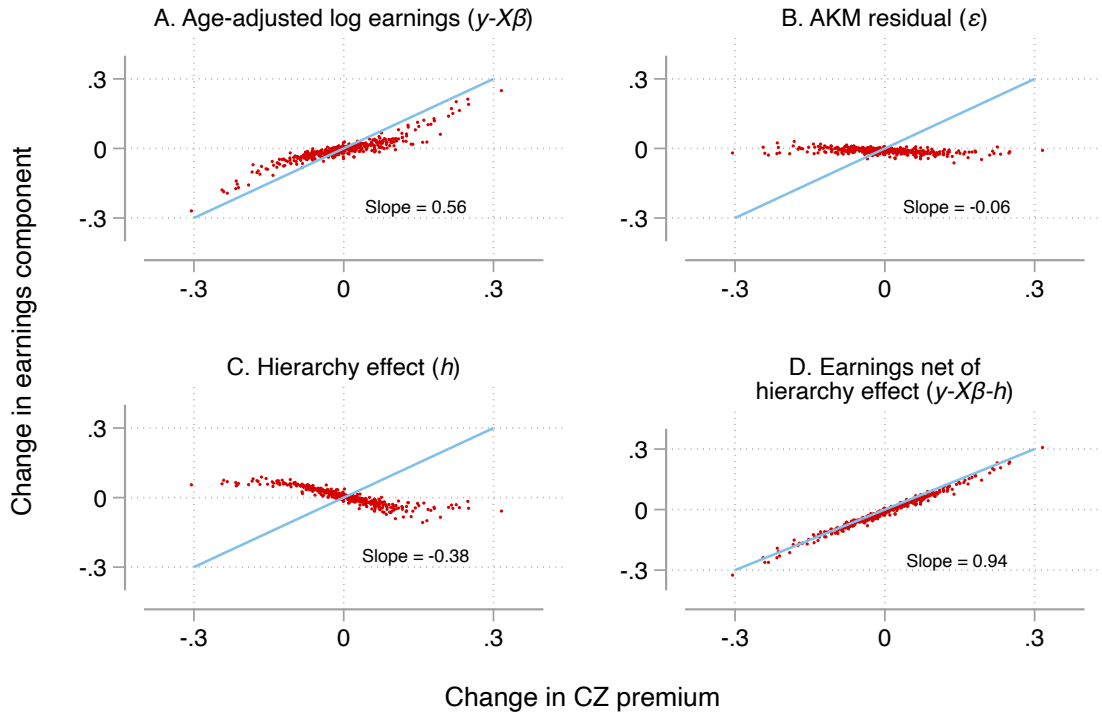 A. Age-adjusted log earnings (y-Xβ)
.3
0
-.3
Slope = 0.56
-.3 0 .3
B. AKM residual (ε)
.3
0
-.3
Slope = -0.06
-.3 0 .3
C. Hierarchy effect (h)
.3
0
-.3
Slope = -0.38
-.3 0 .3
D. Earnings net of
hierarchy effect (y-Xβ-h)
.3
0
-.3
Slope = 0.94
-.3 0 .3
Change in earnings component
Change in CZ premium